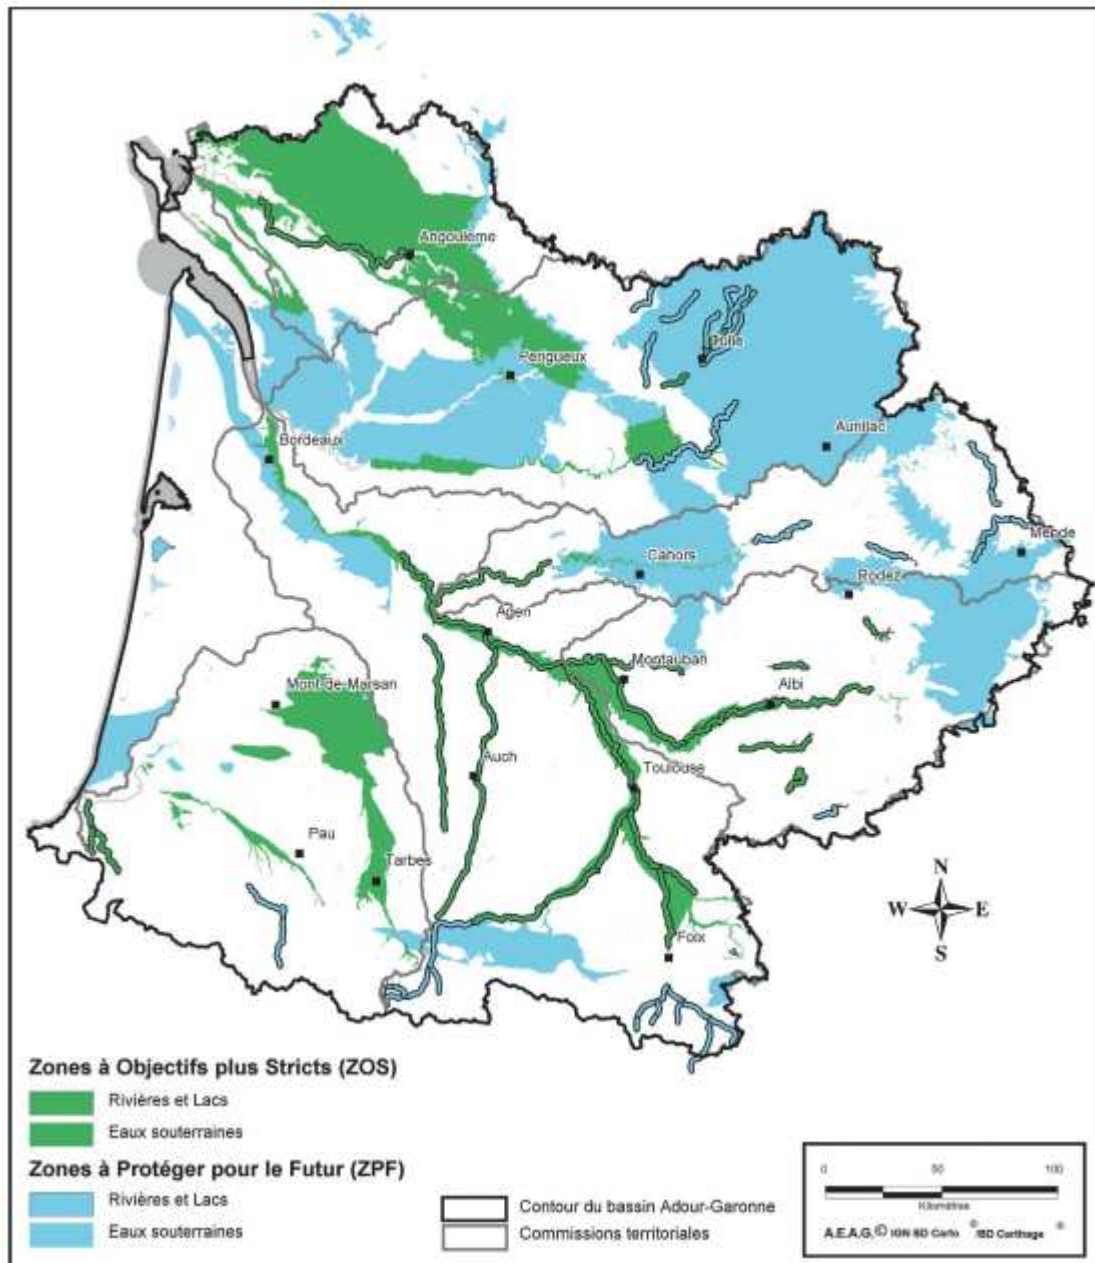 Angoulême
Périgueux
Tulle
Aurillac
Bordeaux
Mende
Cahors
Rodez
Agen
Montauban
Mont-de-Marsan
Albi
Auch
Toulouse
Pau
Tarbes
Foix
N
W E
S
Zones à Objectifs plus Stricts (ZOS)
Rivières et Lacs
Eaux souterraines
Zones à Protéger pour le Futur (ZPF)
Rivières et Lacs
Eaux souterraines
Contour du bassin Adour-Garonne
Commissions territoriales
0 50 100
Kilomètres
A.E.A.G.© IGN BD Carto ® /BD Carthage ®